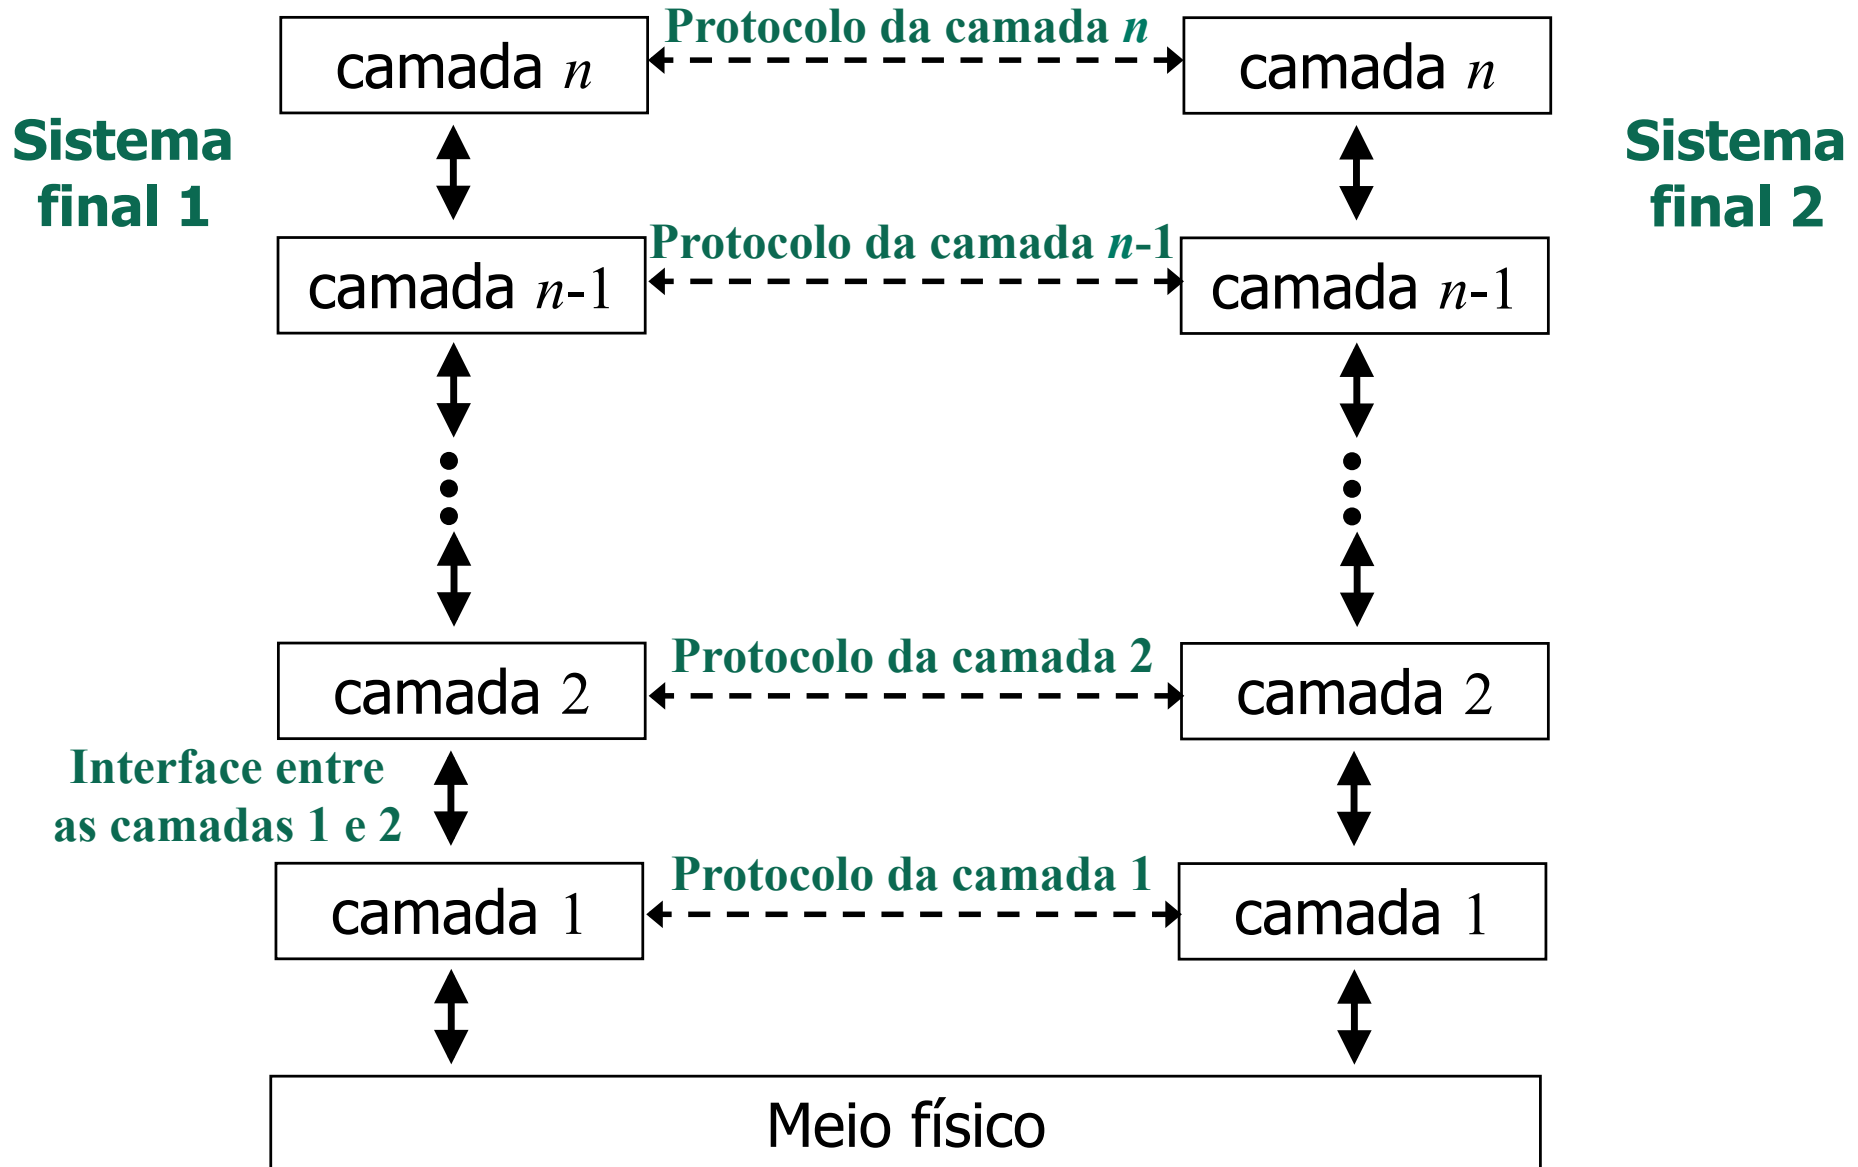 Protocolo da camada n
camada n
camada n
Sistema
final 1
Sistema
final 2
Protocolo da camada n-1
camada n-1
camada n-1
Protocolo da camada 2
camada 2
camada 2
Interface entre
as camadas 1 e 2
Protocolo da camada 1
camada 1
camada 1
Meio físico